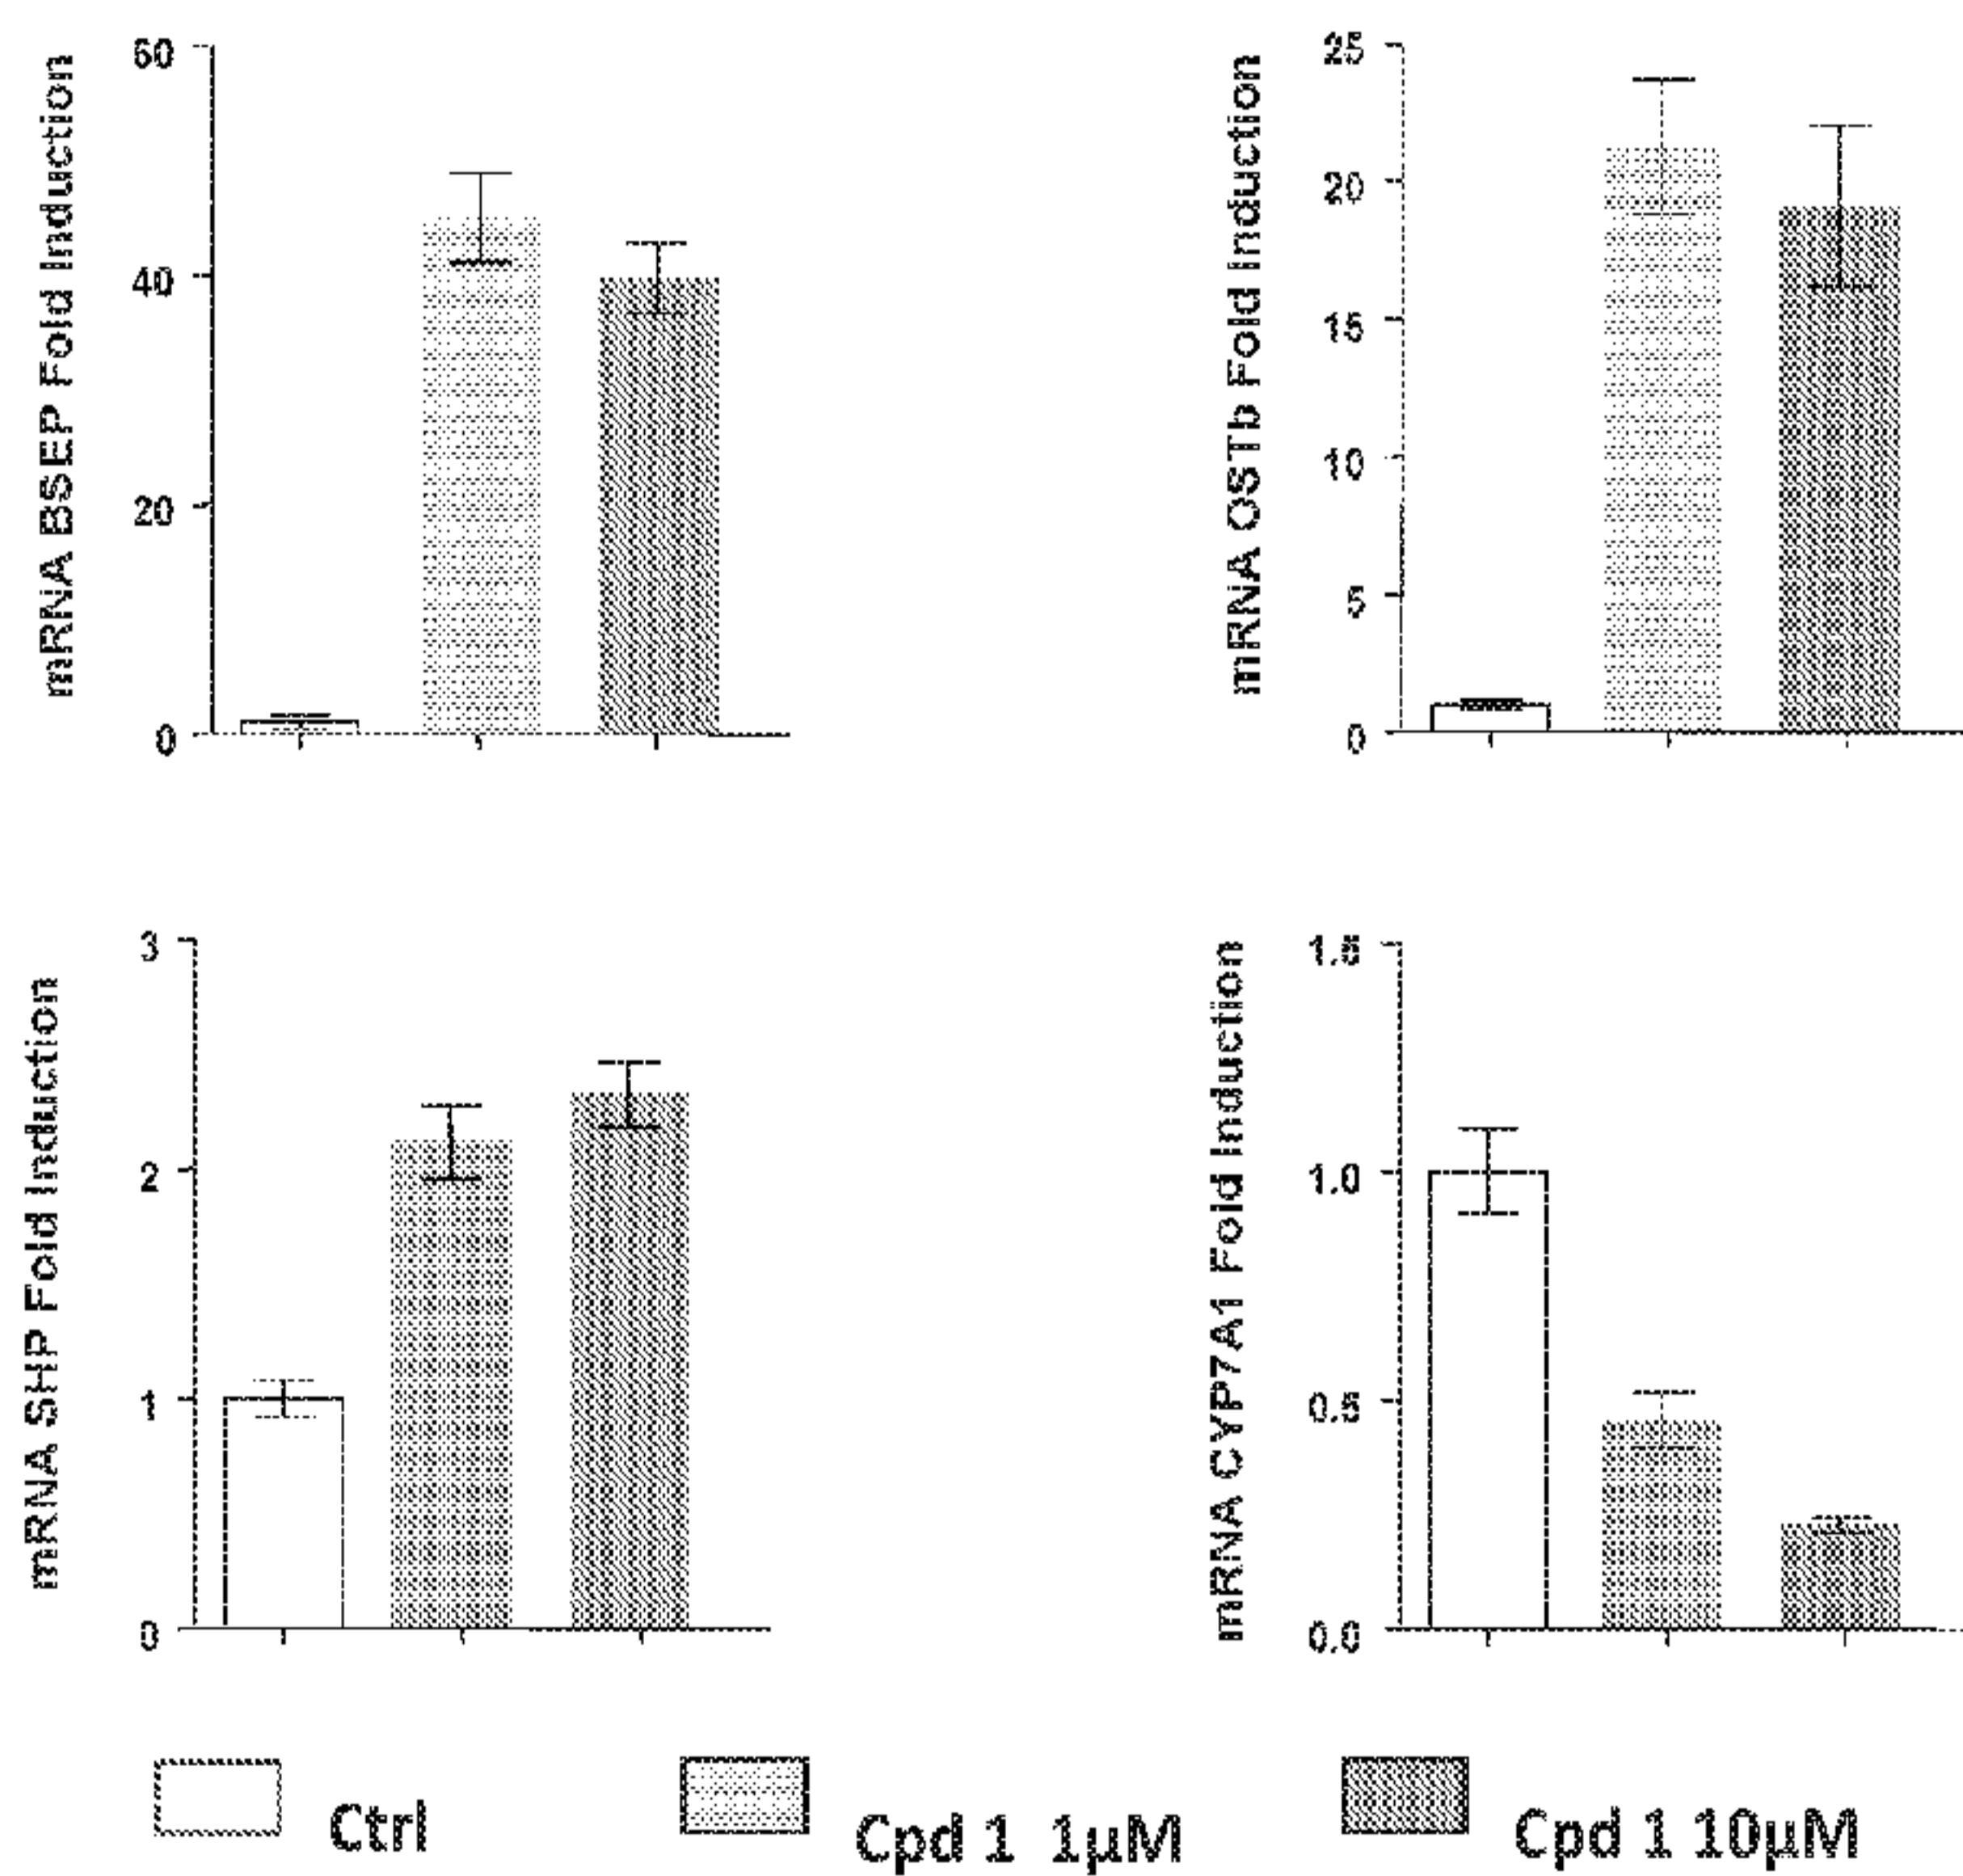 mRNA BSEP Fold Induction
60
40
20
0
mRNA OSTb Fold Induction
25
20
15
10
5
0
mRNA SHP Fold Induction
3
2
1
0
mRNA CYP7A1 Fold Induction
1.5
1.0
0.5
0.0
Ctrl
Cpd 1 1µM
Cpd 1 10µM